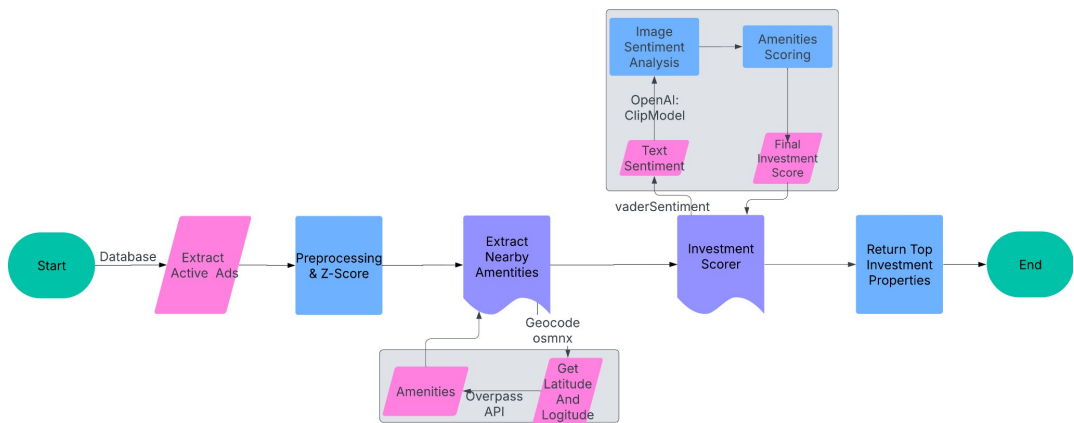 Image
Sentiment
Analysis
Amenities
Scoring
OpenAI:
ClipModel
Text
Sentiment
Final
Investment
Score
vaderSentiment
Start
Database
Extract
Active Ads
Preprocessing
& Z-Score
Extract
Nearby
Amentities
Investment
Scorer
Return Top
Investment
Properties
End
Geocode
osmnx
Amenities
Overpass
API
Get
Latitude
And
Logitude